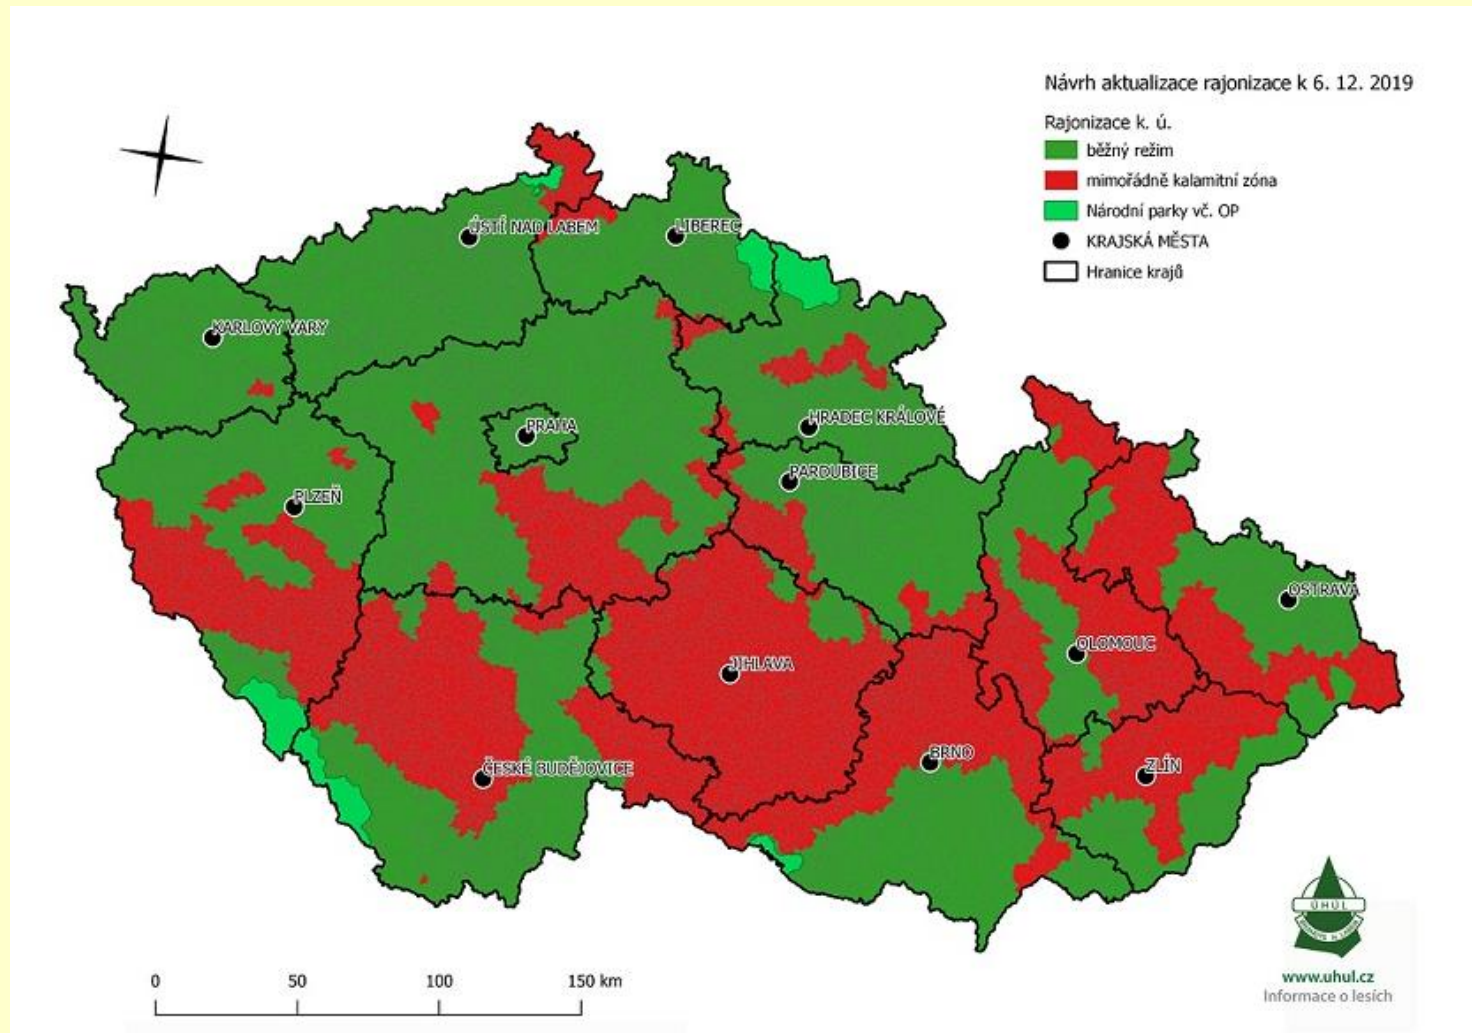 Návrh aktualizace rajonizace k 6. 12. 2019
Rajonizace k. ú.
běžný režim
mimořádně kalamitní zóna
Národní parky vč. OP
KRAJSKÁ MĚSTA
Hranice krajů
ÚSTÍ NAD LABEM
LIBEREC
KARLOVY VARY
PRAHA
HRADEC KRÁLOVÉ
PARDUBICE
PLZEŇ
OSTRAVA
OLOMOUC
JIHLAVA
BRNO
ZLÍN
ČESKÉ BUDĚJOVICE
0 50 100 150 km
ÚHÚL
www.uhul.cz
Informace o lesích